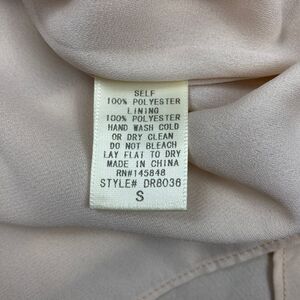 SELF
100% POLYESTER
LINING
100% POLYESTER
HAND WASH COLD
OR DRY CLEAN
DO NOT BLEACH
LAY FLAT TO DRY
MADE IN CHINA
RN#145848
STYLE# DR8036
S